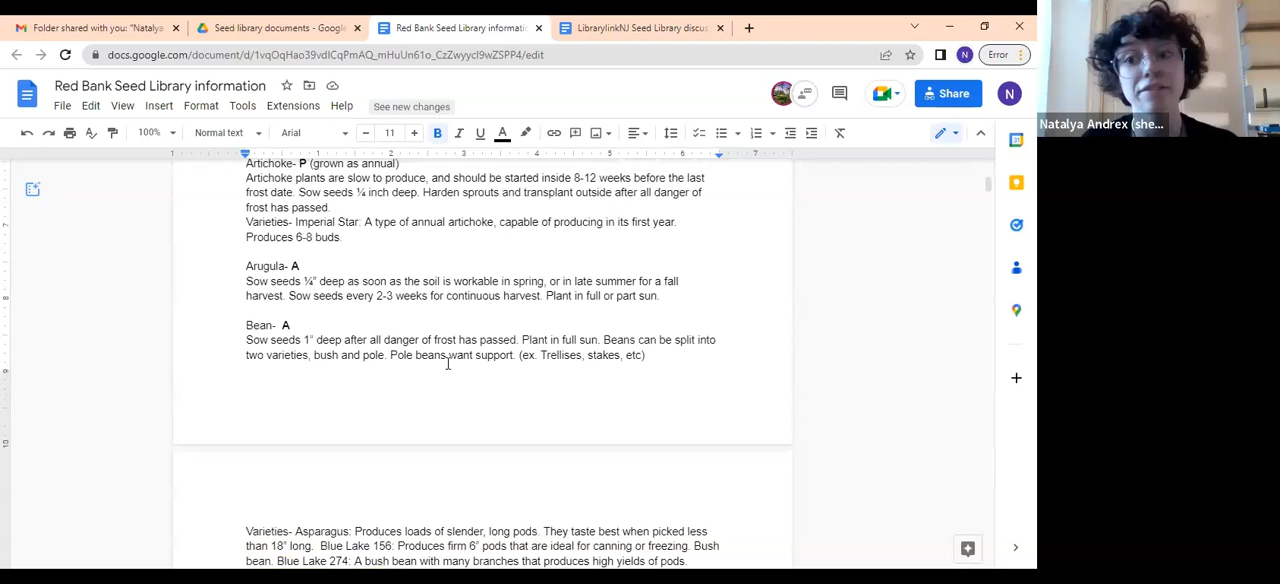 Folder shared with you: "Natalya
Seed library documents - Google
Red Bank Seed Library informatio
LibrarylinkNJ Seed Library discus
Error
Red Bank Seed Library information
File Edit View Insert Format Tools Extensions Help
See new changes
Share
N
100%
Normal text
Arial
11
B I U A
1 1 2 3 4 5 6 7
Artichoke- P (grown as annual)
Artichoke plants are slow to produce, and should be started inside 8-12 weeks before the last
frost date. Sow seeds ¼ inch deep. Harden sprouts and transplant outside after all danger of
frost has passed.
Varieties- Imperial Star: A type of annual artichoke, capable of producing in its first year.
Produces 6-8 buds.
Arugula- A
Sow seeds ¼" deep as soon as the soil is workable in spring, or in late summer for a fall
harvest. Sow seeds every 2-3 weeks for continuous harvest. Plant in full or part sun.
Bean- A
Sow seeds 1" deep after all danger of frost has passed. Plant in full sun. Beans can be split into
two varieties, bush and pole. Pole beans want support. (ex. Trellises, stakes, etc)
Varieties- Asparagus: Produces loads of slender, long pods. They taste best when picked less
than 18" long. Blue Lake 156: Produces firm 6" pods that are ideal for canning or freezing. Bush
bean. Blue Lake 274: A bush bean with many branches that produces high yields of pods.
Natalya Andrex (she...